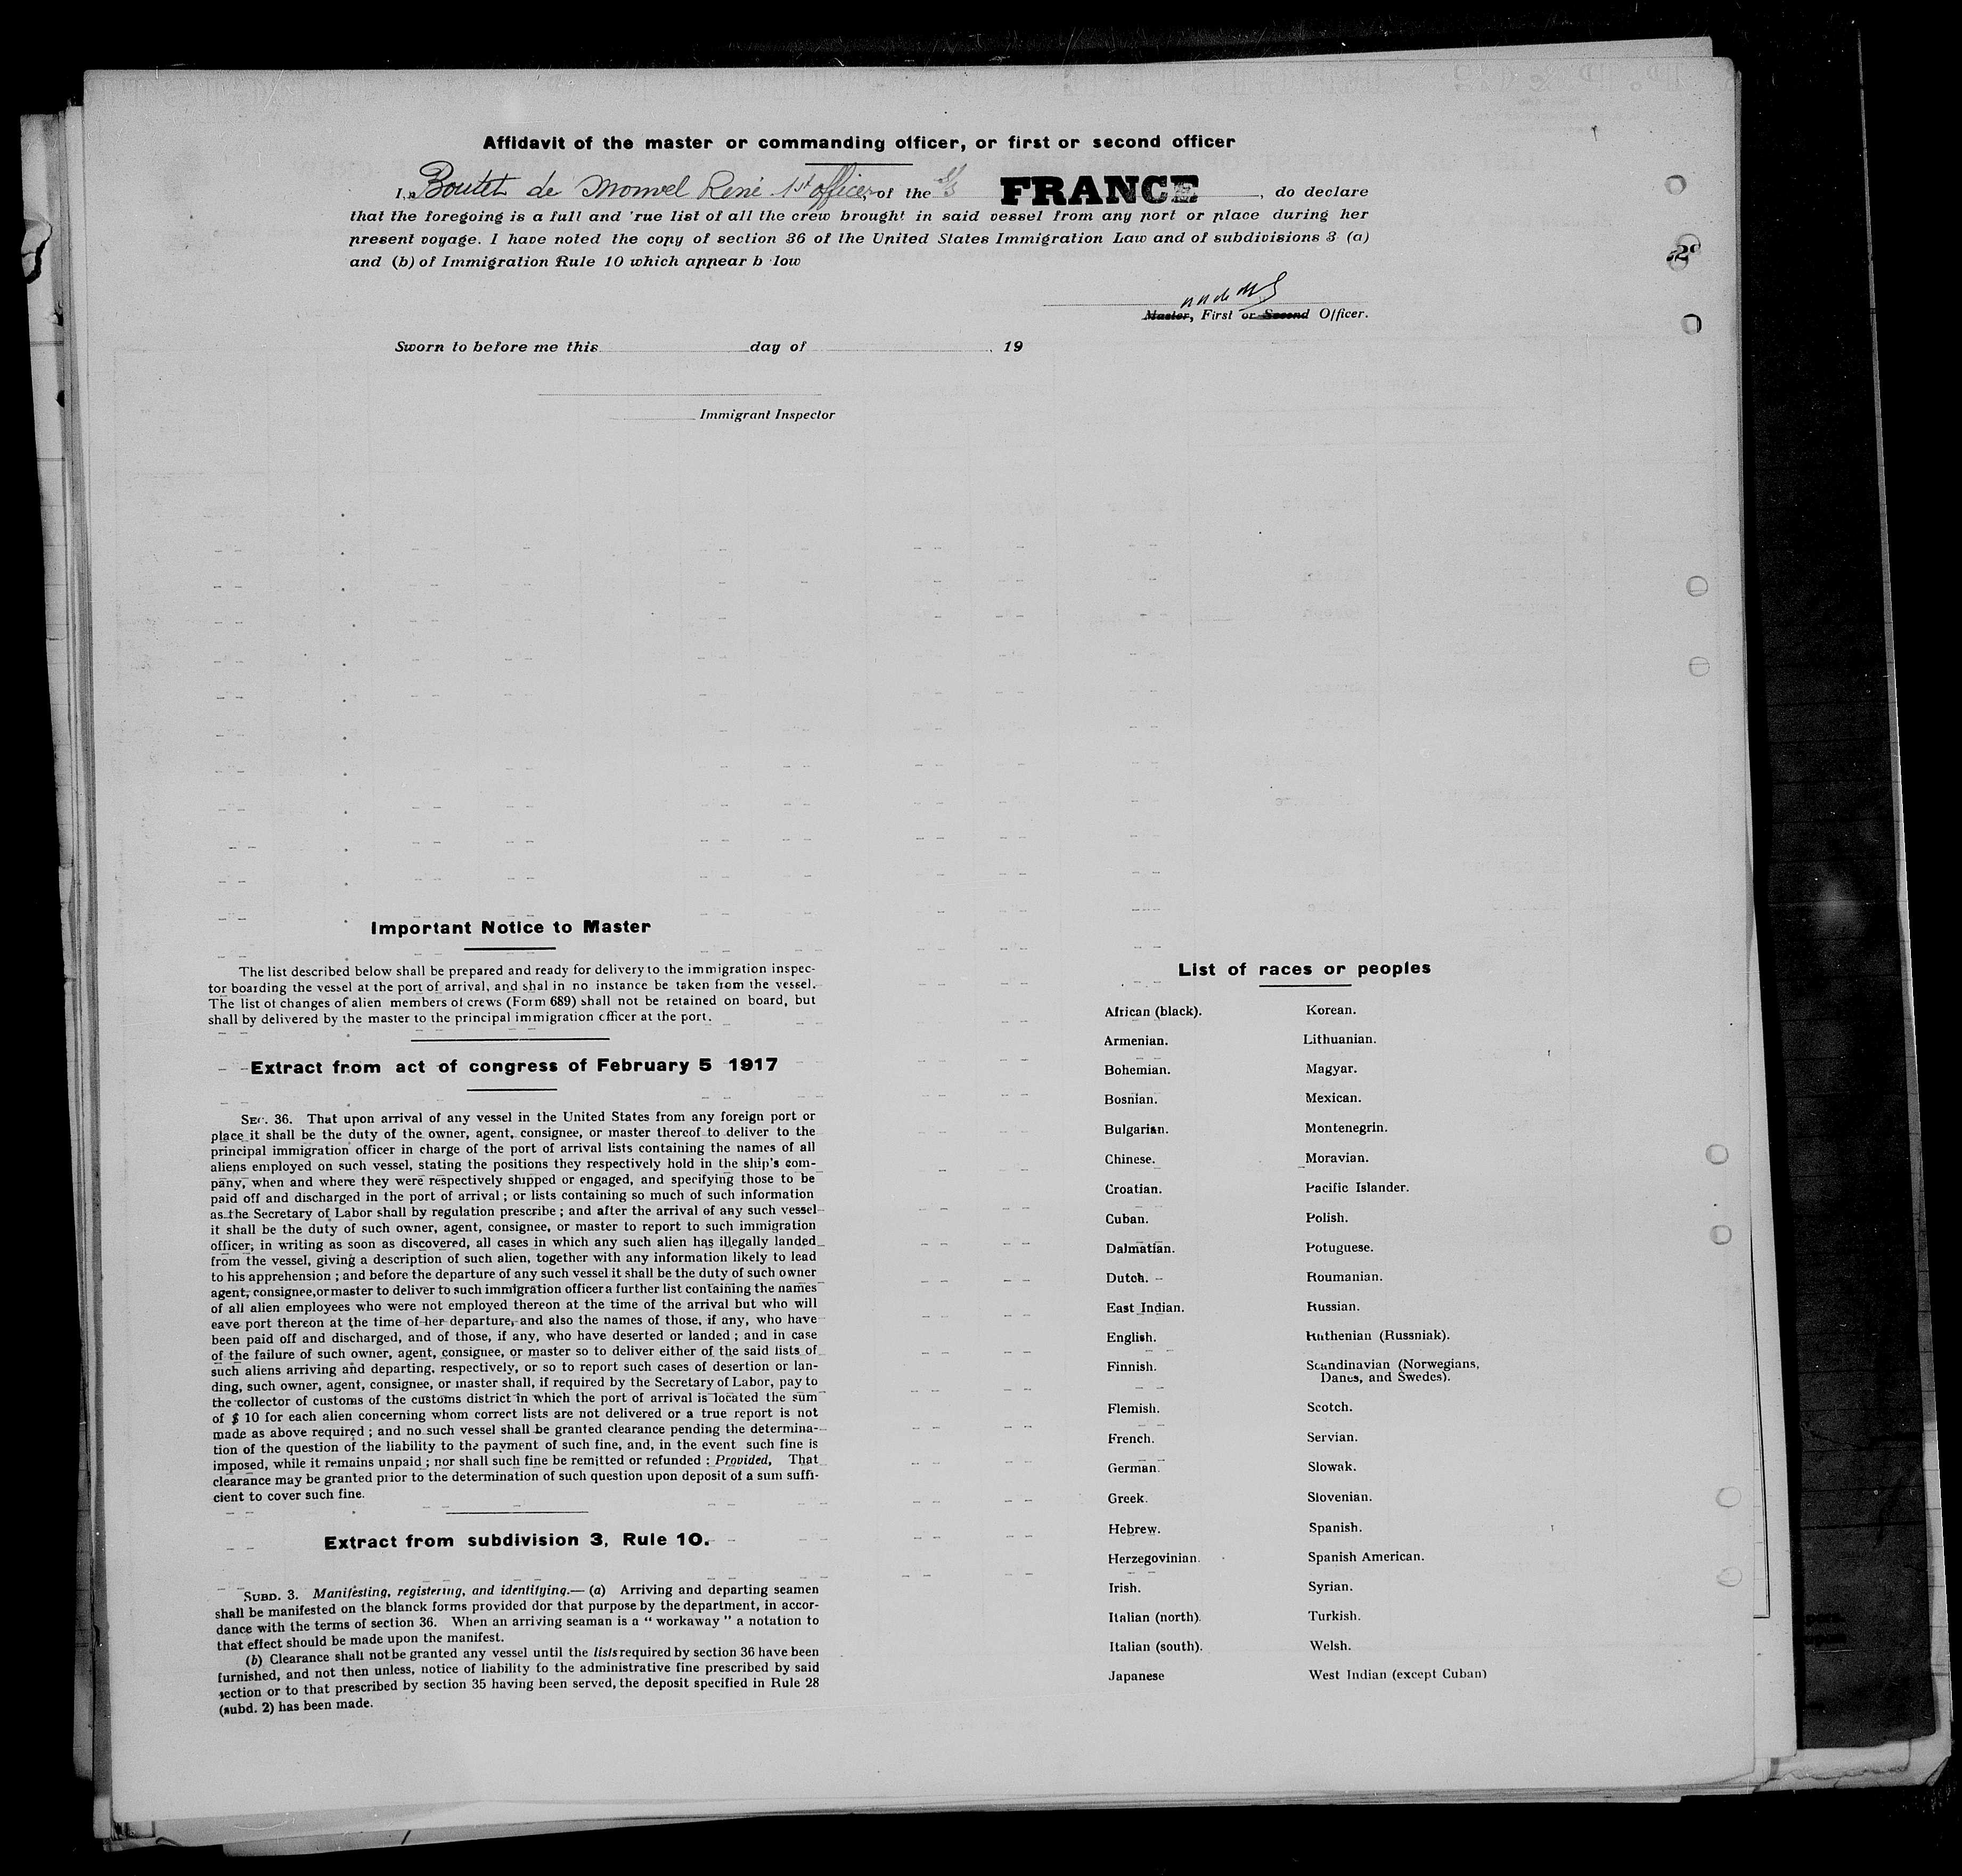 Affidavit of the master or commanding officer, or first or second officer
I, Boutet de Monvel René 1st officer, of the S/S FRANCE, do declare
that the foregoing is a full and 'rue list of all the crew brought in said vessel from any port or place during her
present voyage. I have noted the copy of section 36 of the United States Immigration Law and of subdivisions 3 (a)
and (b) of Immigration Rule 10 which appear b low
Master, First or Second Officer.
Sworn to before me this day of , 19
Immigrant Inspector
Important Notice to Master
The list described below shall be prepared and ready for delivery to the immigration inspec-
tor boarding the vessel at the port of arrival, and shal in no instance be taken from the vessel.
The list of changes of alien members of crews (Form 689) shall not be retained on board, but
shall by delivered by the master to the principal immigration officer at the port.
Extract from act of congress of February 5 1917
SEC. 36. That upon arrival of any vessel in the United States from any foreign port or
place it shall be the duty of the owner, agent, consignee, or master thereof to deliver to the
principal immigration officer in charge of the port of arrival lists containing the names of all
aliens employed on such vessel, stating the positions they respectively hold in the ship's com-
pany, when and where they were respectively shipped or engaged, and specifying those to be
paid off and discharged in the port of arrival ; or lists containing so much of such information
as the Secretary of Labor shall by regulation prescribe ; and after the arrival of any such vessel
it shall be the duty of such owner, agent, consignee, or master to report to such immigration
officer, in writing as soon as discovered, all cases in which any such alien has illegally landed
from the vessel, giving a description of such alien, together with any information likely to lead
to his apprehension ; and before the departure of any such vessel it shall be the duty of such owner
agent, consignee, or master to deliver to such immigration officer a further list containing the names
of all alien employees who were not employed thereon at the time of the arrival but who will
eave port thereon at the time of her departure, and also the names of those, if any, who have
been paid off and discharged, and of those, if any, who have deserted or landed ; and in case
of the failure of such owner, agent, consignee, or master so to deliver either of the said lists of
such aliens arriving and departing, respectively, or so to report such cases of desertion or lan-
ding, such owner, agent, consignee, or master shall, if required by the Secretary of Labor, pay to
the collector of customs of the customs district in which the port of arrival is located the sum
of $ 10 for each alien concerning whom correct lists are not delivered or a true report is not
made as above required ; and no such vessel shall be granted clearance pending the determina-
tion of the question of the liability to the payment of such fine, and, in the event such fine is
imposed, while it remains unpaid ; nor shall such fine be remitted or refunded : Provided, That
clearance may be granted prior to the determination of such question upon deposit of a sum suffi-
cient to cover such fine.
Extract from subdivision 3, Rule 10.
SUBD. 3. Manifesting, registering, and identifying.— (a) Arriving and departing seamen
shall be manifested on the blanck forms provided dor that purpose by the department, in accor-
dance with the terms of section 36. When an arriving seaman is a “ workaway ” a notation to
that effect should be made upon the manifest.
(b) Clearance shall not be granted any vessel until the lists required by section 36 have been
furnished, and not then unless, notice of liability fo the administrative fine prescribed by said
section or to that prescribed by section 35 having been served, the deposit specified in Rule 28
(subd. 2) has been made.
List of races or peoples
African (black).
Armenian.
Bohemian.
Bosnian.
Bulgarian.
Chinese.
Croatian.
Cuban.
Dalmatian.
Dutch.
East Indian.
English.
Finnish.
Flemish.
French.
German.
Greek.
Hebrew.
Herzegovinian.
Irish.
Italian (north).
Italian (south).
Japanese
Korean.
Lithuanian.
Magyar.
Mexican.
Montenegrin.
Moravian.
Pacific Islander.
Polish.
Potuguese.
Roumanian.
Russian.
Ruthenian (Russniak).
Scandinavian (Norwegians,
Danes, and Swedes).
Scotch.
Servian.
Slowak.
Slovenian.
Spanish.
Spanish American.
Syrian.
Turkish.
Welsh.
West Indian (except Cuban)